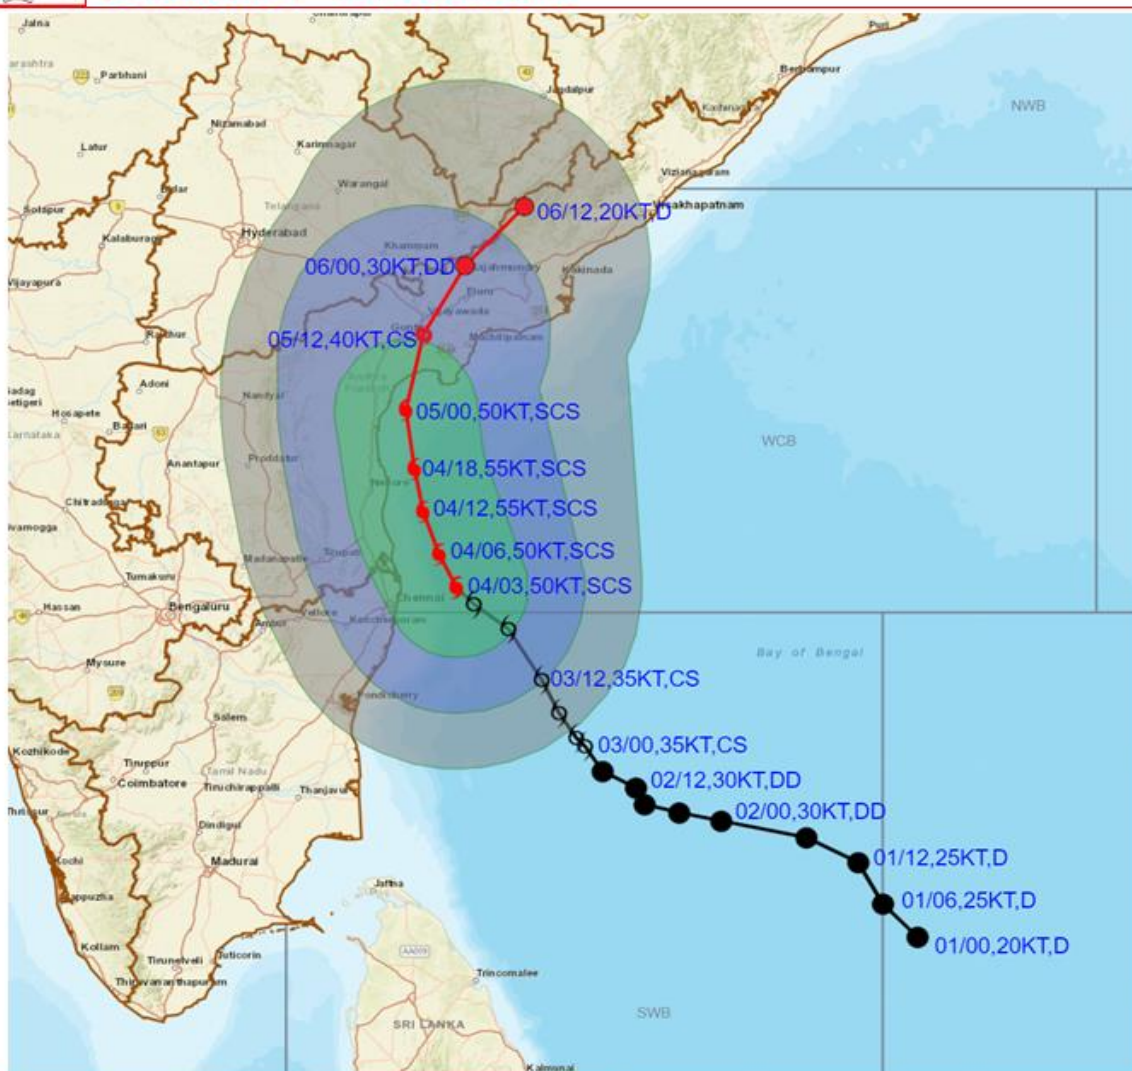 Jalna
Puri
Parbhani
Berhampur
Jagdalpur
NWB
Nizamabad
Latur
Karimnagar
Vizianagaram
Warangal
Bidar
Telangana
Solapur
06/12,20KT,D
Visakhapatnam
Kalaburagi
Hyderabad
Khammam
06/00,30KT,DD
Rajahmundry
Kakinada
Vijayapura
Eluru
Vijayawada
Raichur
05/12,40KT,CS
Machilipatnam
Adoni
Nandyal
05/00,50KT,SCS
Hosapete
Ballari
WCB
Anantapur
Proddatur
04/18,55KT,SCS
Nellore
Chitradurga
04/12,55KT,SCS
Madanapalle
Tirupati
04/06,50KT,SCS
Tumakuru
04/03,50KT,SCS
Hassan
Bengaluru
Chennai
Vellore
Kancheepuram
Bay of Bengal
Mysore
03/12,35KT,CS
Pondicherry
Salem
03/00,35KT,CS
Kozhikode
Tiruppur
Tamil Nadu
02/12,30KT,DD
Coimbatore
Tiruchirappalli
Thanjavur
02/00,30KT,DD
Dindigul
01/12,25KT,D
Kochi
Madurai
Jaffna
01/06,25KT,D
Kollam
01/00,20KT,D
Tirunelveli
Tuticorin
Trincomalee
Thiruvananthapuram
SWB
SRI LANKA
Kalmunai